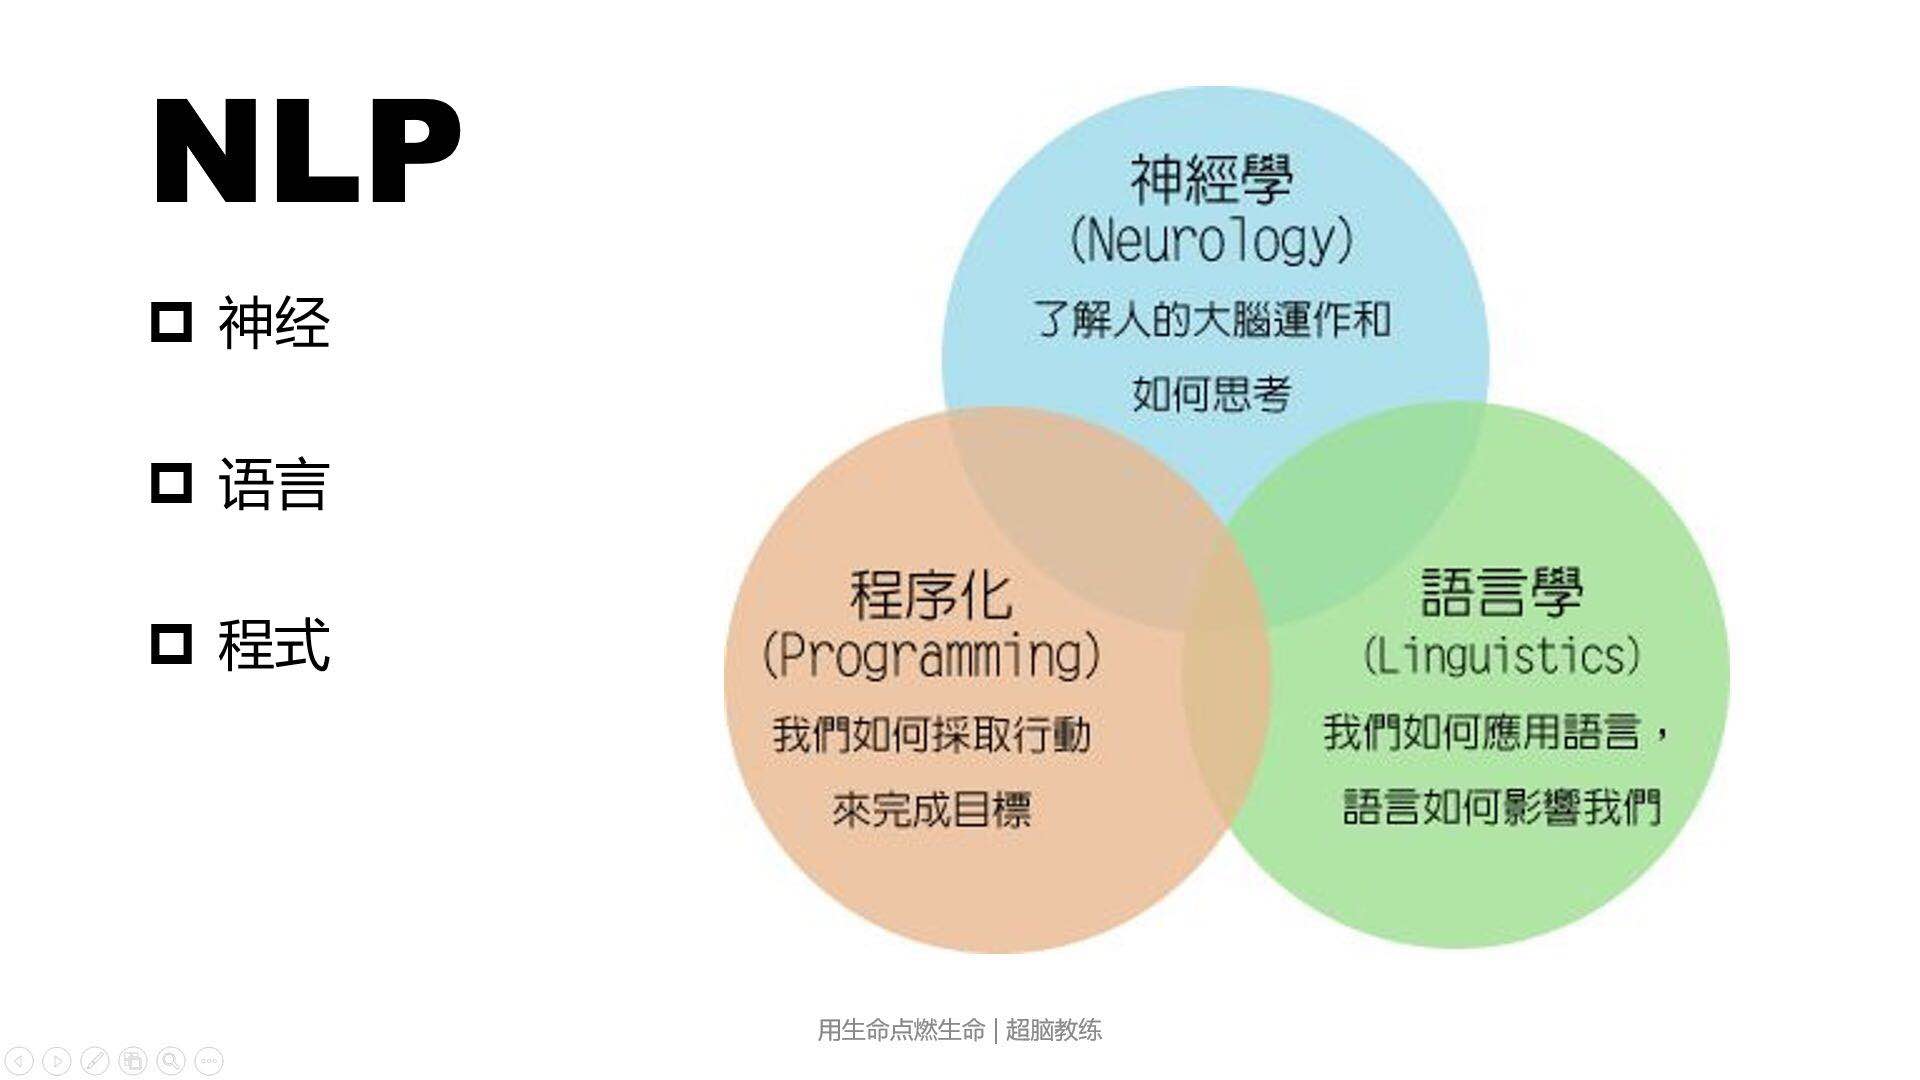 NLP
神经
语言
程式
神經學
(Neurology)
了解人的大腦運作和
如何思考
程序化
(Programming)
我們如何採取行動
來完成目標
語言學
(Linguistics)
我們如何應用語言，
語言如何影響我們
用生命点燃生命 | 超脑教练